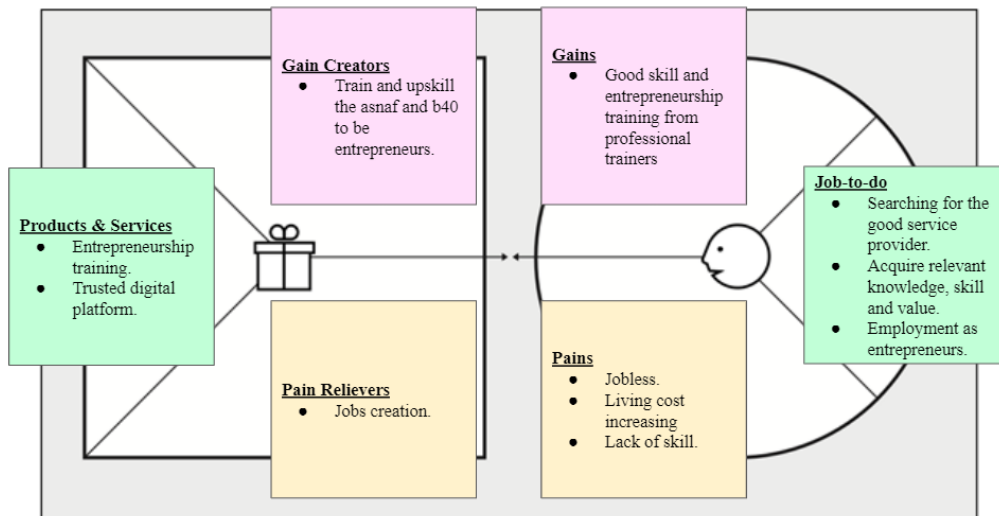 Gain Creators
● Train and upskill
the asnaf and b40
to be
entrepreneurs.
Gains
● Good skill and
entrepreneurship
training from
professional
trainers
Products & Services
● Entrepreneurship
training.
● Trusted digital
platform.
Job-to-do
● Searching for the
good service
provider.
● Acquire relevant
knowledge, skill
and value.
● Employment as
entrepreneurs.
Pain Relievers
● Jobs creation.
Pains
● Jobless.
● Living cost
increasing
● Lack of skill.